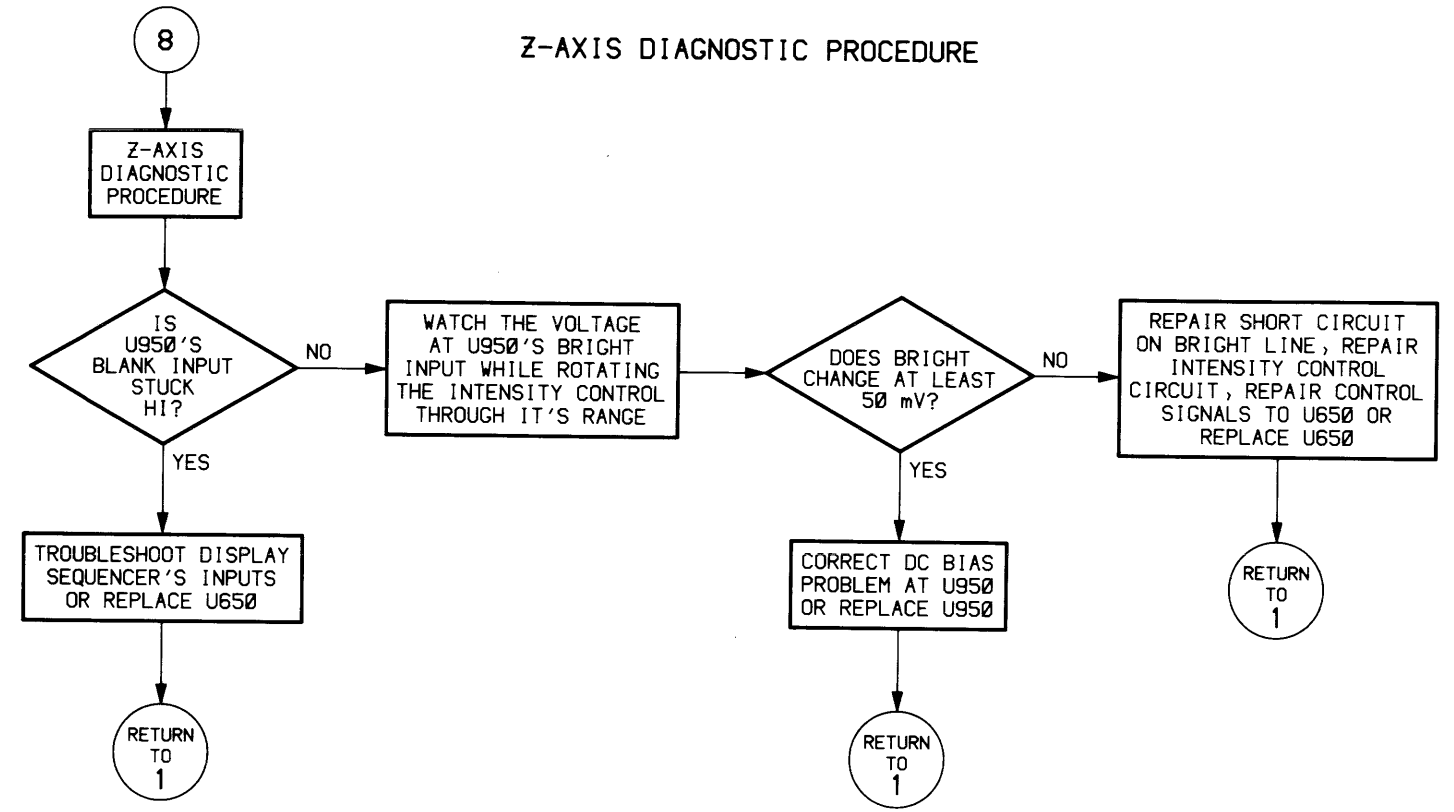 8
Z-AXIS DIAGNOSTIC PROCEDURE
Z-AXIS
DIAGNOSTIC
PROCEDURE
IS
U950'S
BLANK INPUT
STUCK
HI?
NO
YES
WATCH THE VOLTAGE
AT U950'S BRIGHT
INPUT WHILE ROTATING
THE INTENSITY CONTROL
THROUGH IT'S RANGE
DOES BRIGHT
CHANGE AT LEAST
50 mV?
NO
YES
REPAIR SHORT CIRCUIT
ON BRIGHT LINE, REPAIR
INTENSITY CONTROL
CIRCUIT, REPAIR CONTROL
SIGNALS TO U650 OR
REPLACE U650
TROUBLESHOOT DISPLAY
SEQUENCER'S INPUTS
OR REPLACE U650
CORRECT DC BIAS
PROBLEM AT U950
OR REPLACE U950
RETURN
TO
1
RETURN
TO
1
RETURN
TO
1